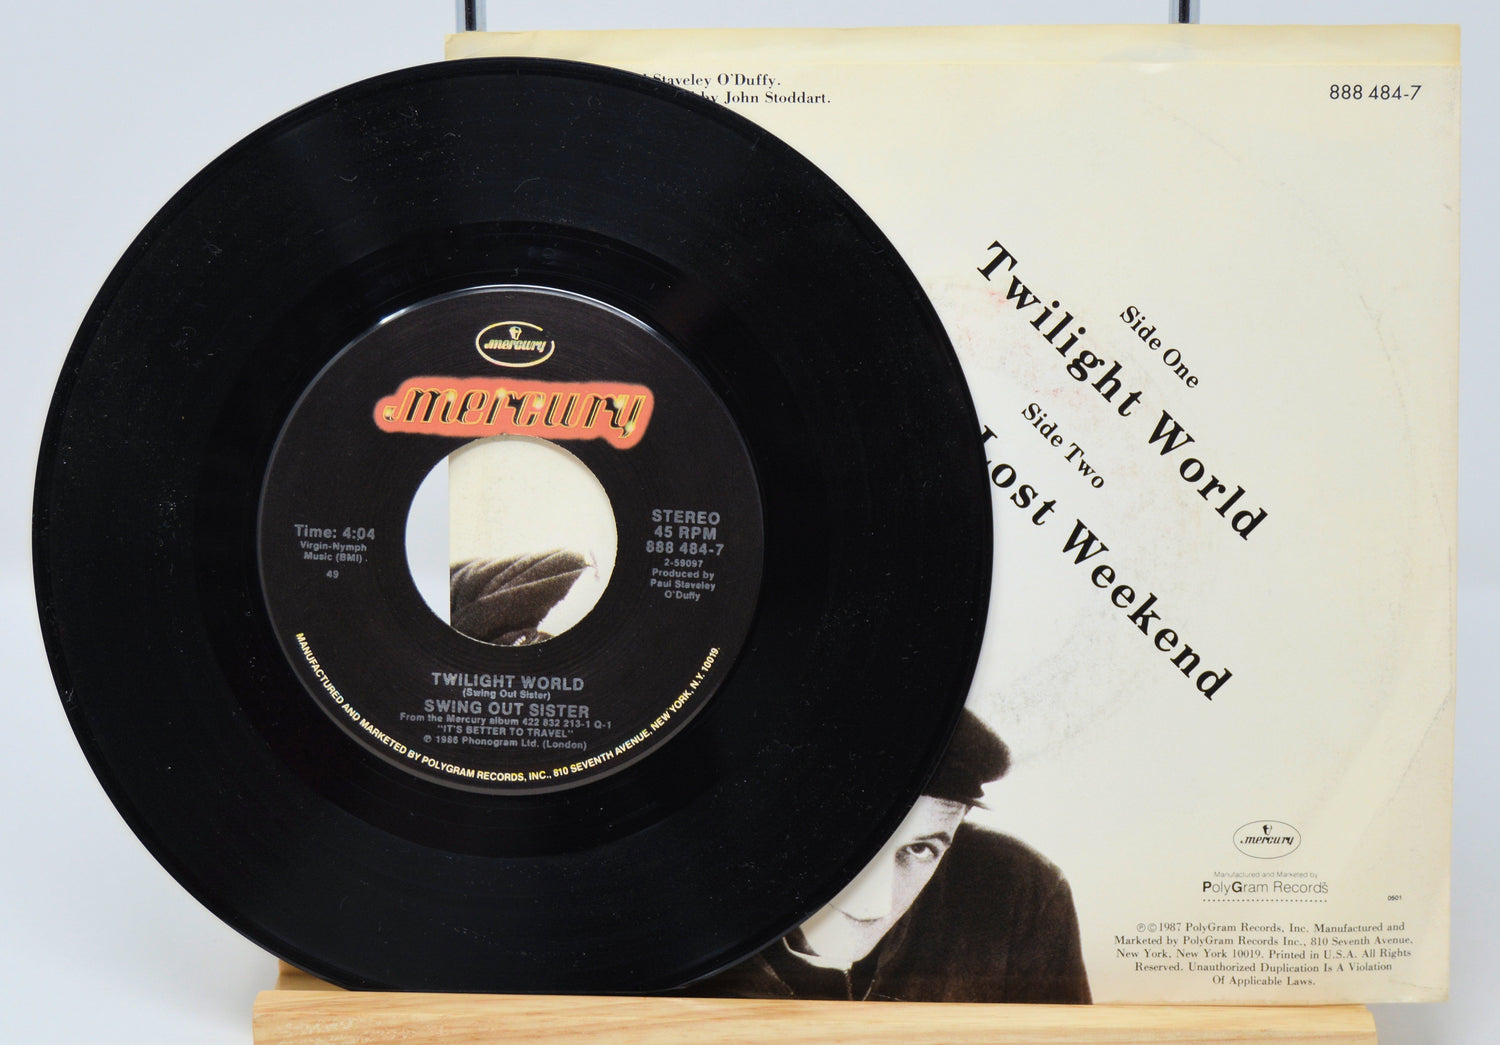 Staveley O'Duffy.
by John Stoddart.
888 484-7
Side One
Twilight World
Side Two
Lost Weekend
mercury
Manufactured and Marketed by
PolyGram Records
0501
℗©1987 PolyGram Records, Inc. Manufactured and
Marketed by PolyGram Records Inc., 810 Seventh Avenue,
New York, New York 10019. Printed in U.S.A. All Rights
Reserved. Unauthorized Duplication Is A Violation
Of Applicable Laws.
mercury
mercury
Time: 4:04
Virgin-Nymph
Music (BMI)
49
STEREO
45 RPM
888 484-7
2-59097
Produced by
Paul Staveley
O'Duffy
TWILIGHT WORLD
(Swing Out Sister)
SWING OUT SISTER
From the Mercury album 422 832 213-1 Q-1
"IT'S BETTER TO TRAVEL"
℗ 1986 Phonogram Ltd. (London)
MANUFACTURED AND MARKETED BY POLYGRAM RECORDS, INC., 810 SEVENTH AVENUE, NEW YORK, N.Y. 10019.